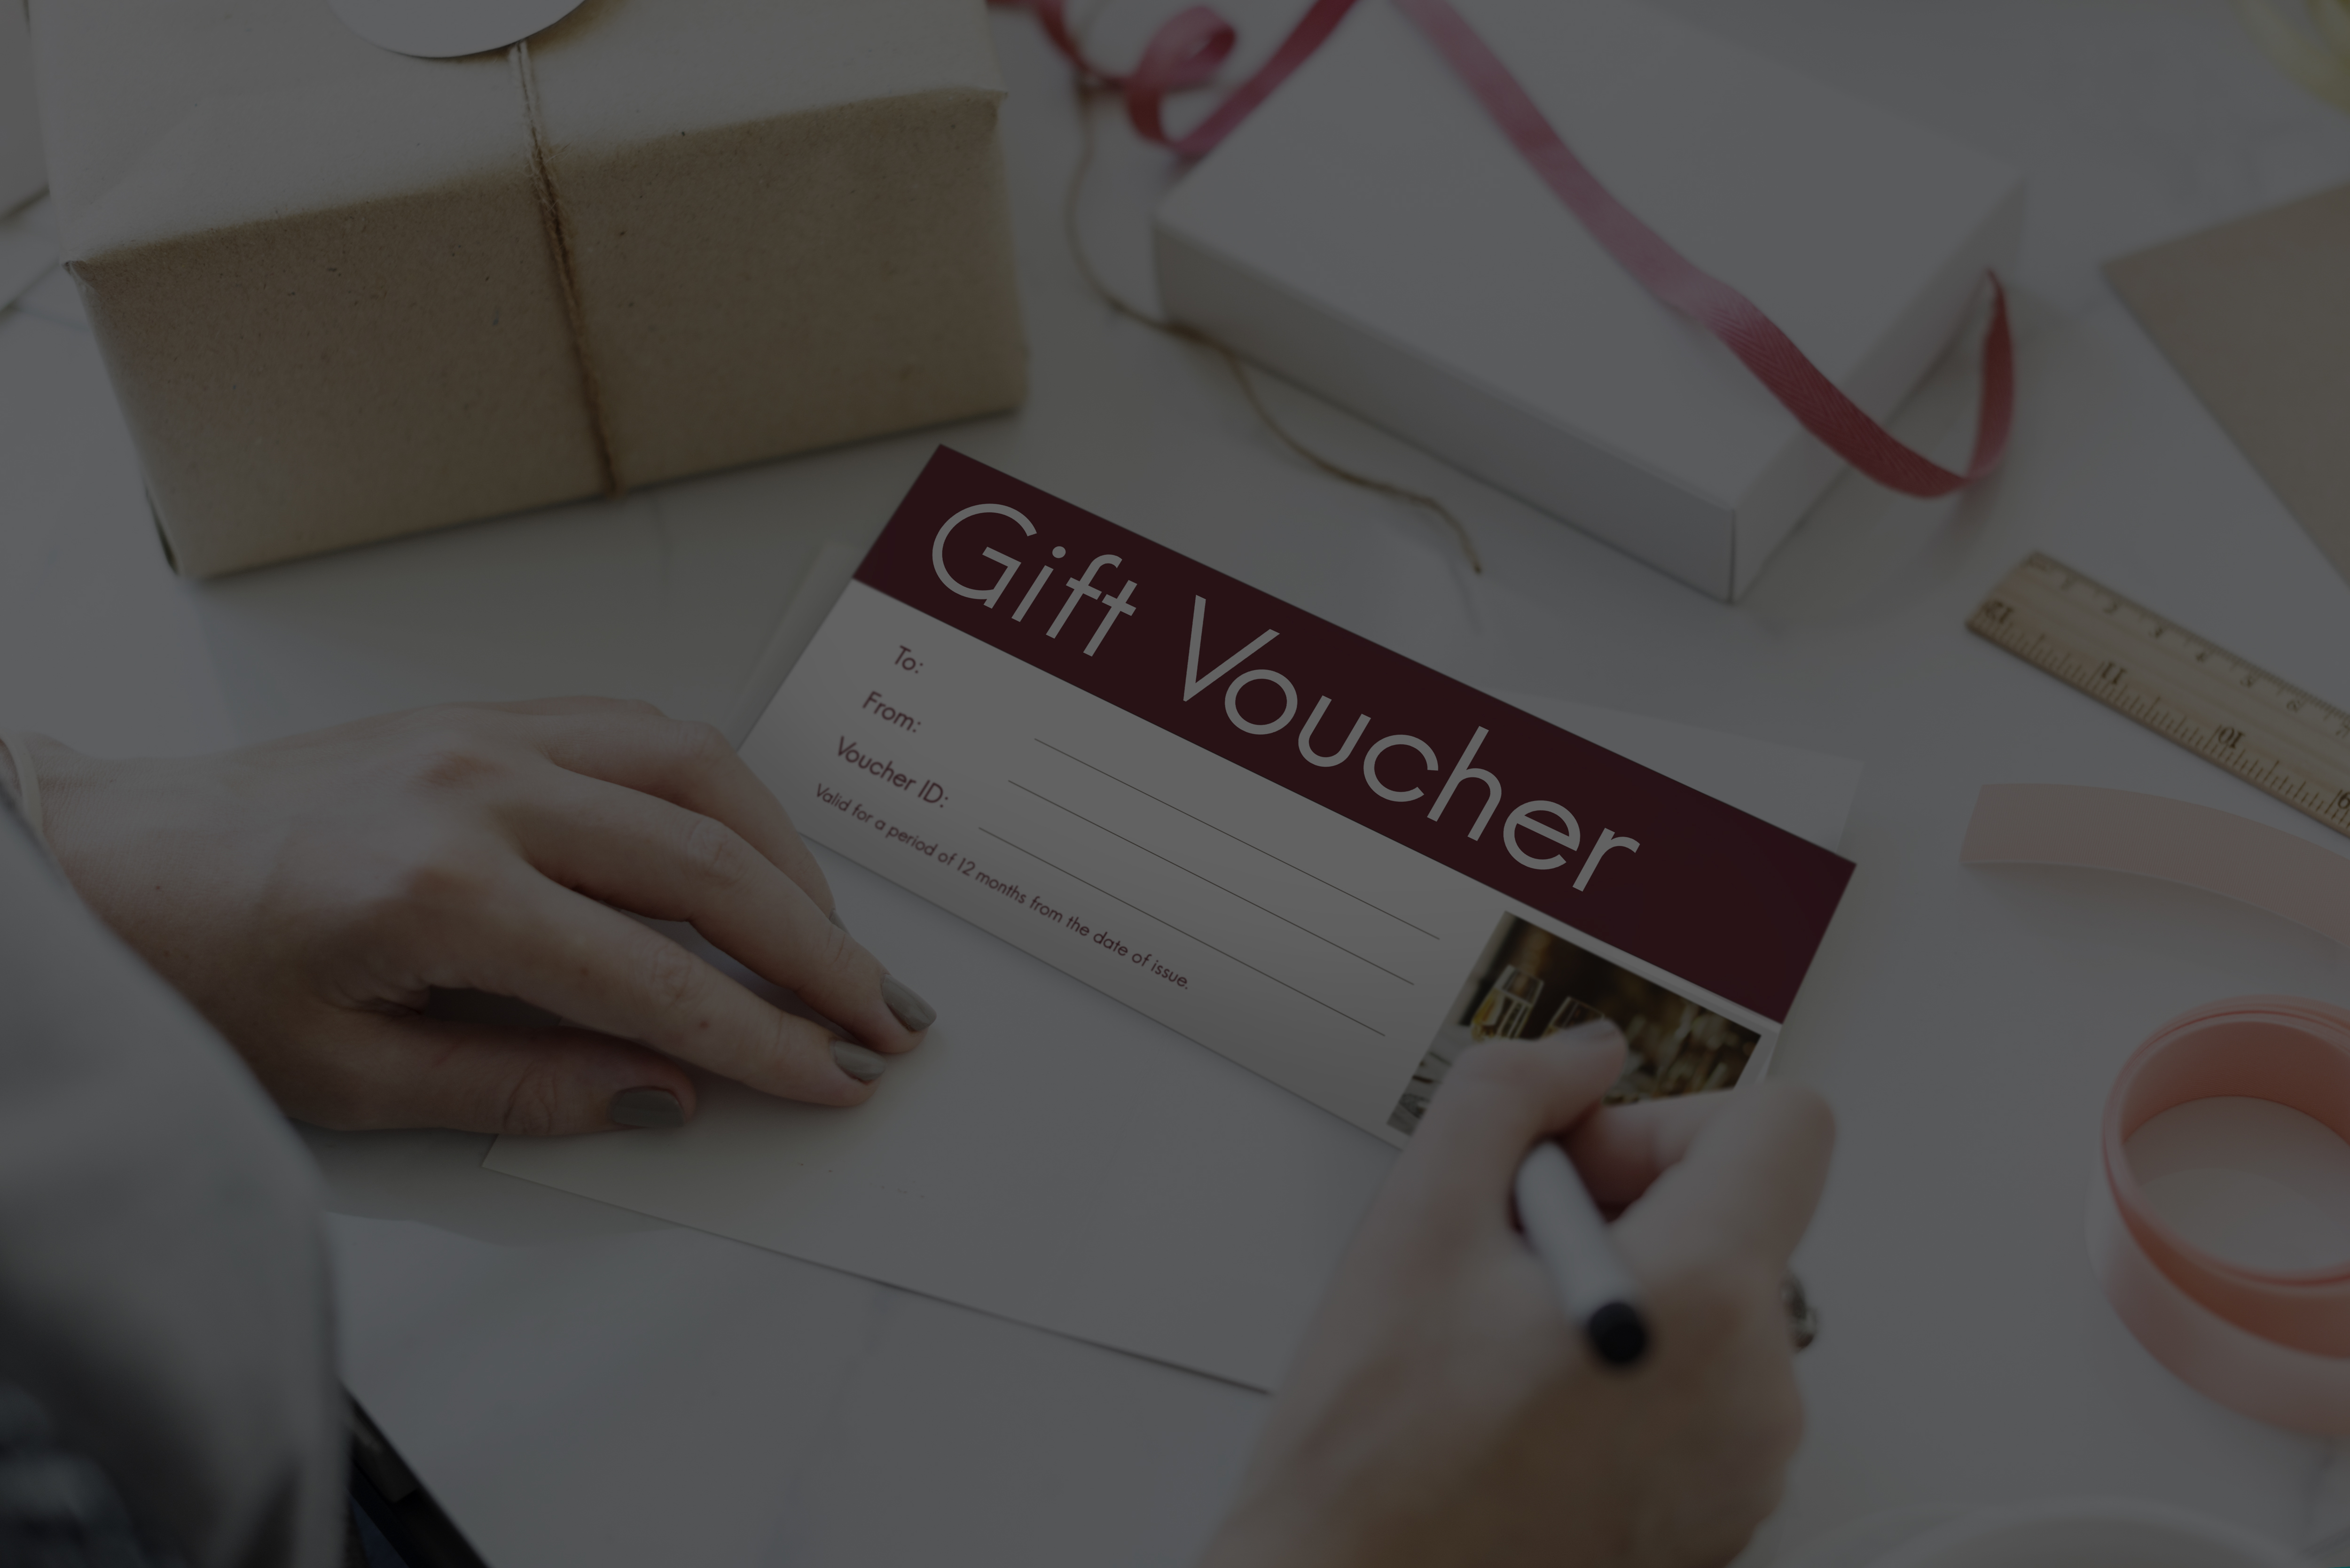 Gift Voucher
To:
From:
Voucher ID:
Valid for a period of 12 months from the date of issue.
12
11
10